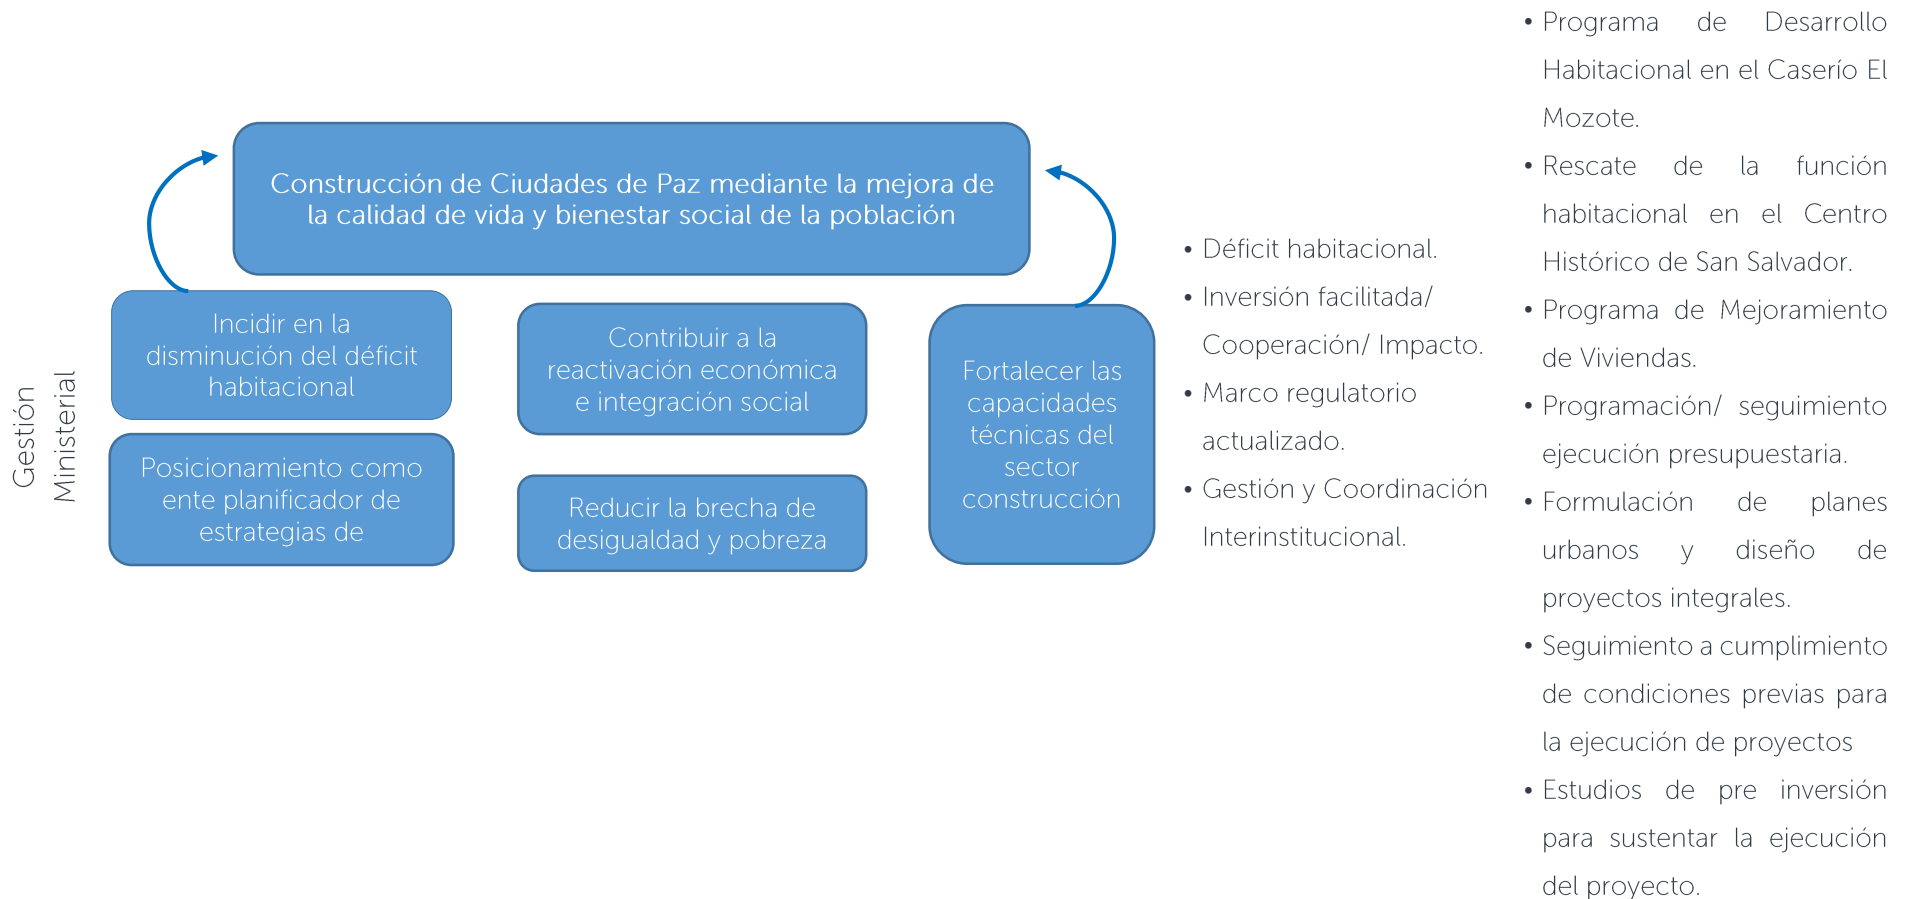 Gestión
Ministerial
Construcción de Ciudades de Paz mediante la mejora de
la calidad de vida y bienestar social de la población
Incidir en la
disminución del déficit
habitacional
Posicionamiento como
ente planificador de
estrategias de
Contribuir a la
reactivación económica
e integración social
Reducir la brecha de
desigualdad y pobreza
Fortalecer las
capacidades
técnicas del
sector
construcción
• Déficit habitacional.
• Inversión facilitada/
Cooperación/ Impacto.
• Marco regulatorio
actualizado.
• Gestión y Coordinación
Interinstitucional.
• Programa de Desarrollo
Habitacional en el Caserío El
Mozote.
• Rescate de la función
habitacional en el Centro
Histórico de San Salvador.
• Programa de Mejoramiento
de Viviendas.
• Programación/ seguimiento
ejecución presupuestaria.
• Formulación de planes
urbanos y diseño de
proyectos integrales.
• Seguimiento a cumplimiento
de condiciones previas para
la ejecución de proyectos
• Estudios de pre inversión
para sustentar la ejecución
del proyecto.